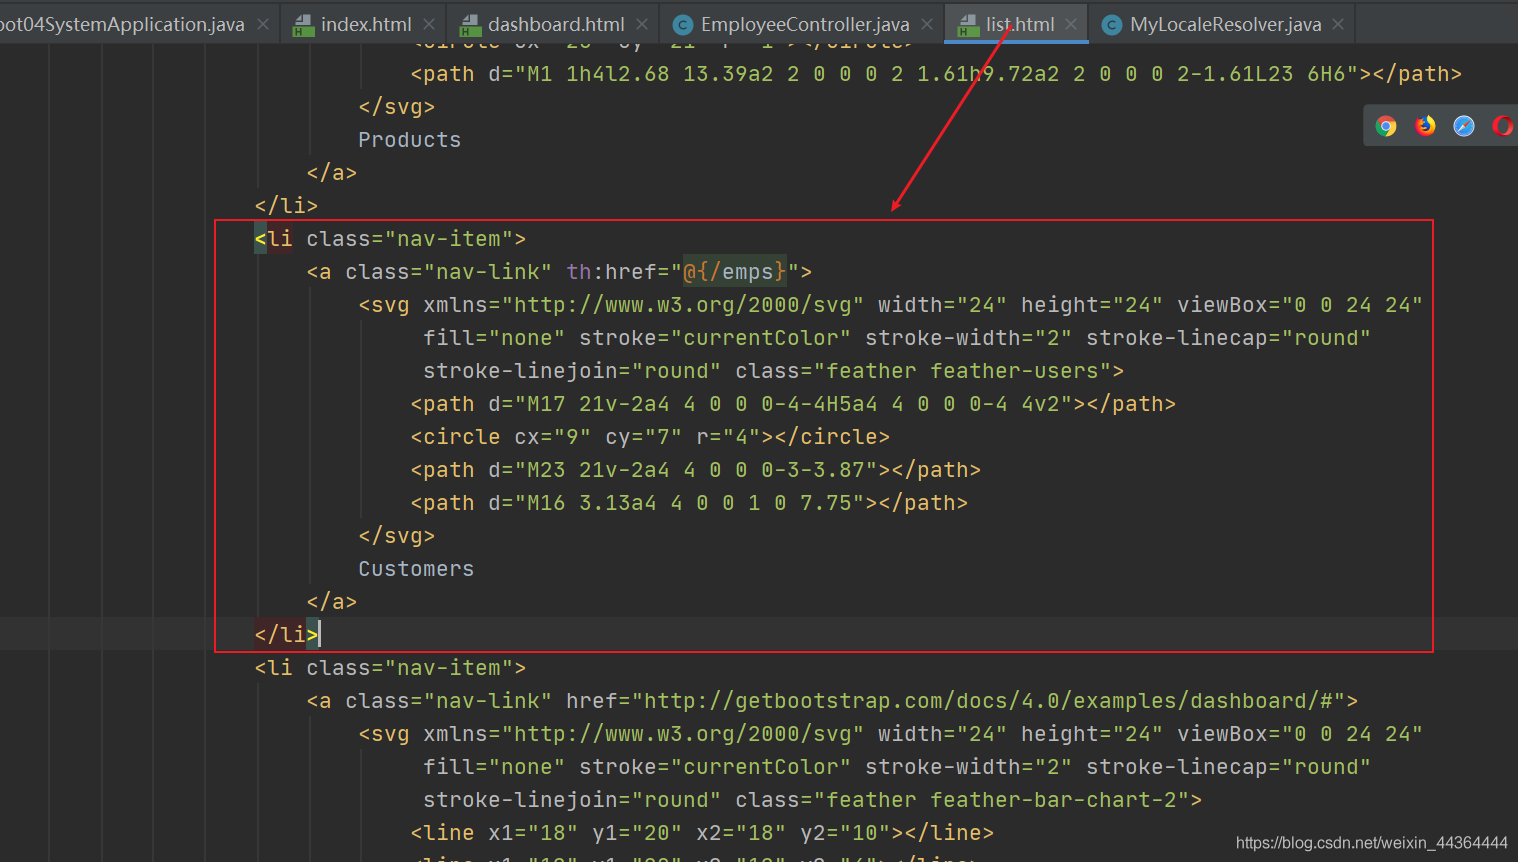 oot04SystemApplication.java × index.html × dashboard.html × EmployeeController.java × list.html × MyLocaleResolver.java ×
<path d="M1 1h4l2.68 13.39a2 2 0 0 0 2 1.61h9.72a2 2 0 0 0 2-1.61L23 6H6"></path>
</svg>
Products
</a>
</li>
<li class="nav-item">
<a class="nav-link" th:href="@{/emps}">
<svg xmlns="http://www.w3.org/2000/svg" width="24" height="24" viewBox="0 0 24 24"
fill="none" stroke="currentColor" stroke-width="2" stroke-linecap="round"
stroke-linejoin="round" class="feather feather-users">
<path d="M17 21v-2a4 4 0 0 0-4-4H5a4 4 0 0 0-4 4v2"></path>
<circle cx="9" cy="7" r="4"></circle>
<path d="M23 21v-2a4 4 0 0 0-3-3.87"></path>
<path d="M16 3.13a4 4 0 0 1 0 7.75"></path>
</svg>
Customers
</a>
</li>
<li class="nav-item">
<a class="nav-link" href="http://getbootstrap.com/docs/4.0/examples/dashboard/#">
<svg xmlns="http://www.w3.org/2000/svg" width="24" height="24" viewBox="0 0 24 24"
fill="none" stroke="currentColor" stroke-width="2" stroke-linecap="round"
stroke-linejoin="round" class="feather feather-bar-chart-2">
<line x1="18" y1="20" x2="18" y2="10"></line>
https://blog.csdn.net/weixin_44364444